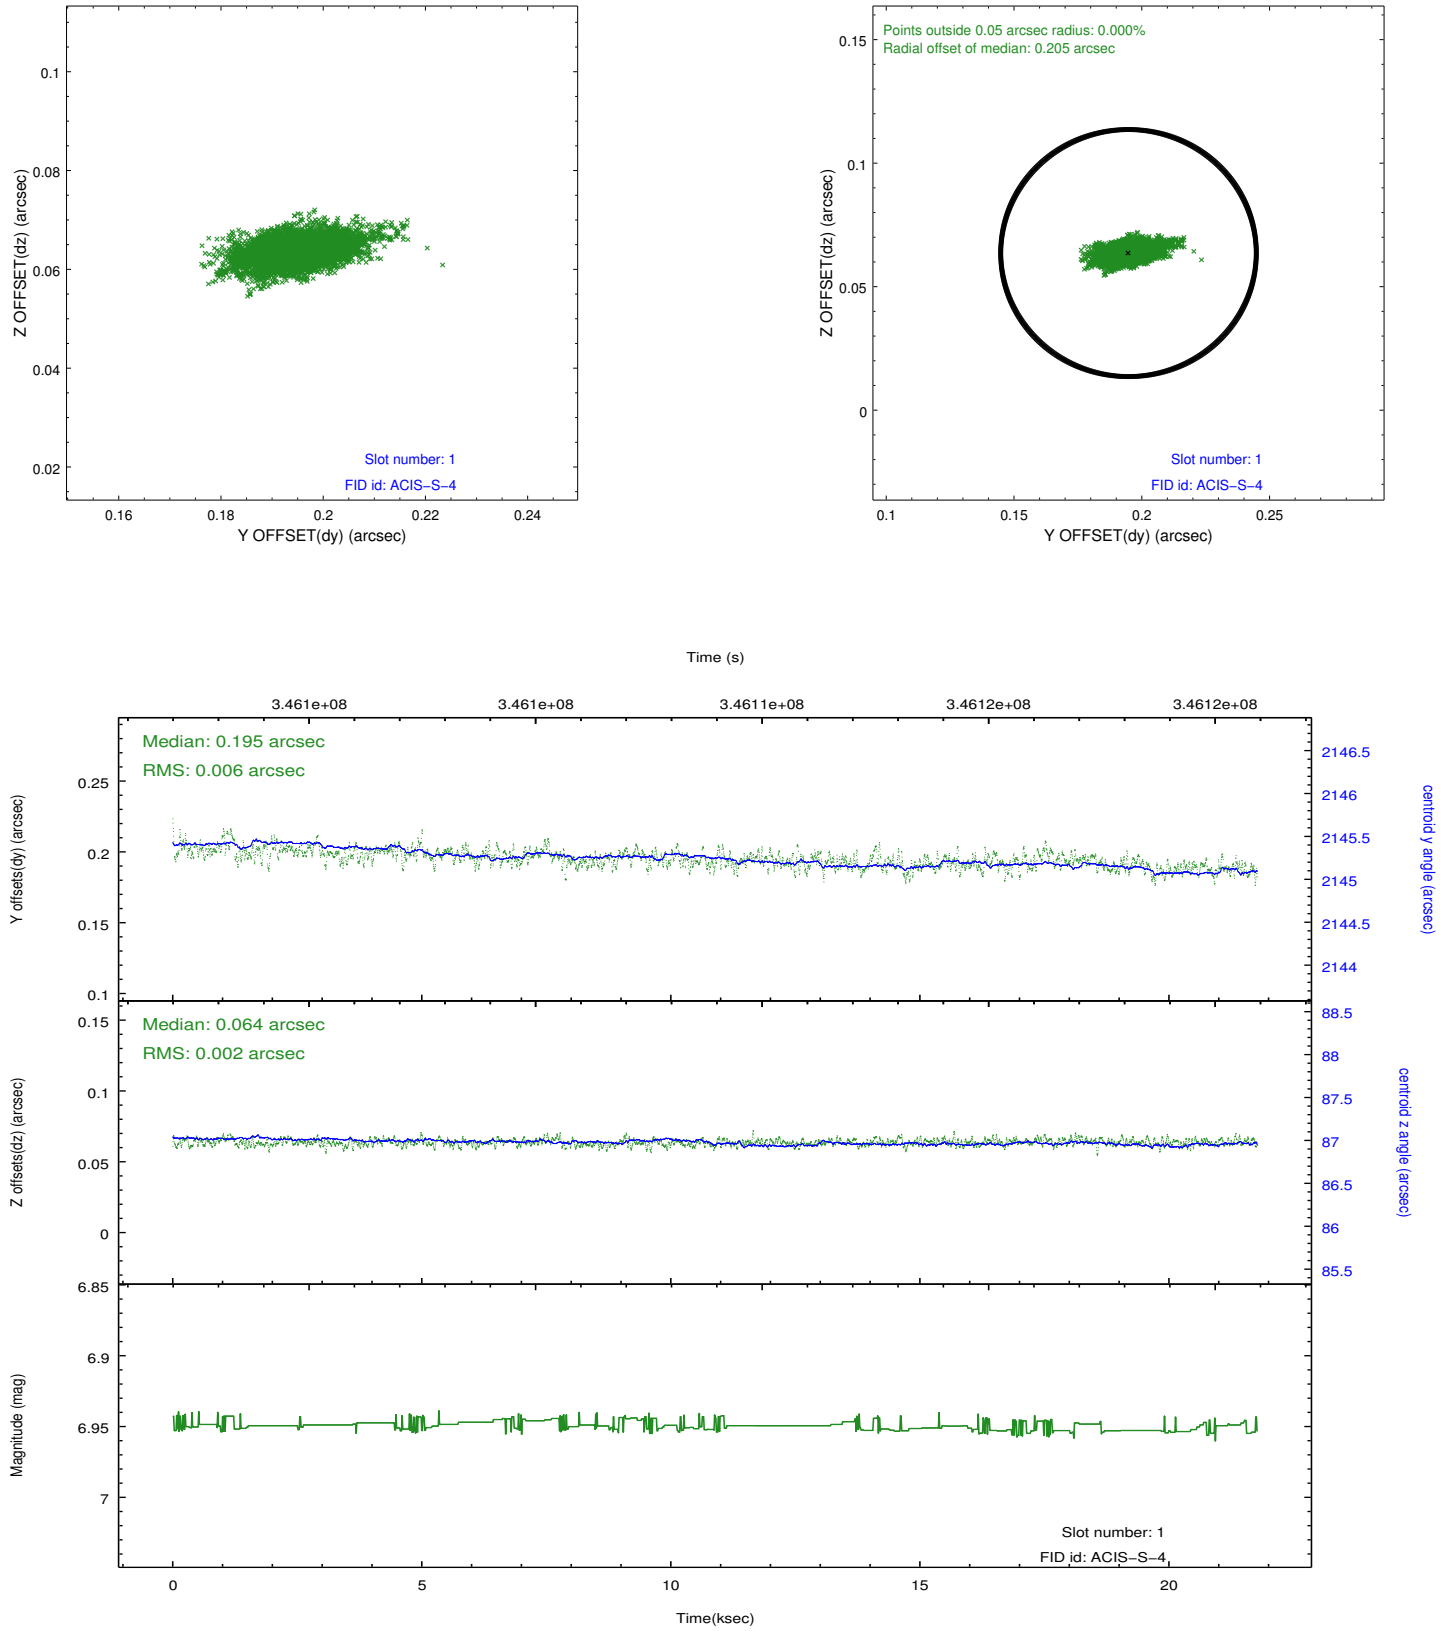 0.1
0.08
0.06
0.04
0.02
Z OFFSET(dz) (arcsec)
Slot number: 1
FID id: ACIS−S−4
0.16
0.18
0.2
0.22
0.24
Y OFFSET(dy) (arcsec)
Points outside 0.05 arcsec radius: 0.000%
Radial offset of median: 0.205 arcsec
0.15
0.1
0.05
0
Z OFFSET(dz) (arcsec)
Slot number: 1
FID id: ACIS−S−4
0.1
0.15
0.2
0.25
Y OFFSET(dy) (arcsec)
Time (s)
3.461e+08
3.461e+08
3.4611e+08
3.4612e+08
3.4612e+08
Median: 0.195 arcsec
RMS: 0.006 arcsec
0.25
0.2
0.15
0.1
Y offsets(dy) (arcsec)
2146.5
2146
2145.5
2145
2144.5
2144
centroid y angle (arcsec)
Median: 0.064 arcsec
RMS: 0.002 arcsec
0.15
0.1
0.05
0
Z offsets(dz) (arcsec)
88.5
88
87.5
87
86.5
86
85.5
centroid z angle (arcsec)
6.85
6.9
6.95
7
Magnitude (mag)
Slot number: 1
FID id: ACIS−S−4
0
5
10
15
20
Time(ksec)